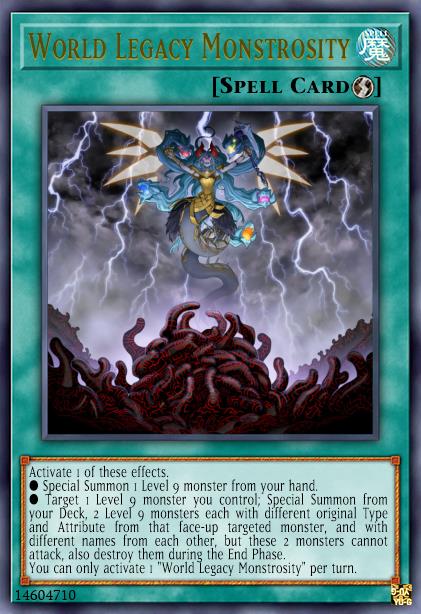 World Legacy Monstrosity
SPELL
魔
[Spell Card]
Activate 1 of these effects.
● Special Summon 1 Level 9 monster from your hand.
● Target 1 Level 9 monster you control; Special Summon from
your Deck, 2 Level 9 monsters each with different original Type
and Attribute from that face-up targeted monster, and with
different names from each other, but these 2 monsters cannot
attack, also destroy them during the End Phase.
You can only activate 1 "World Legacy Monstrosity" per turn.
14604710